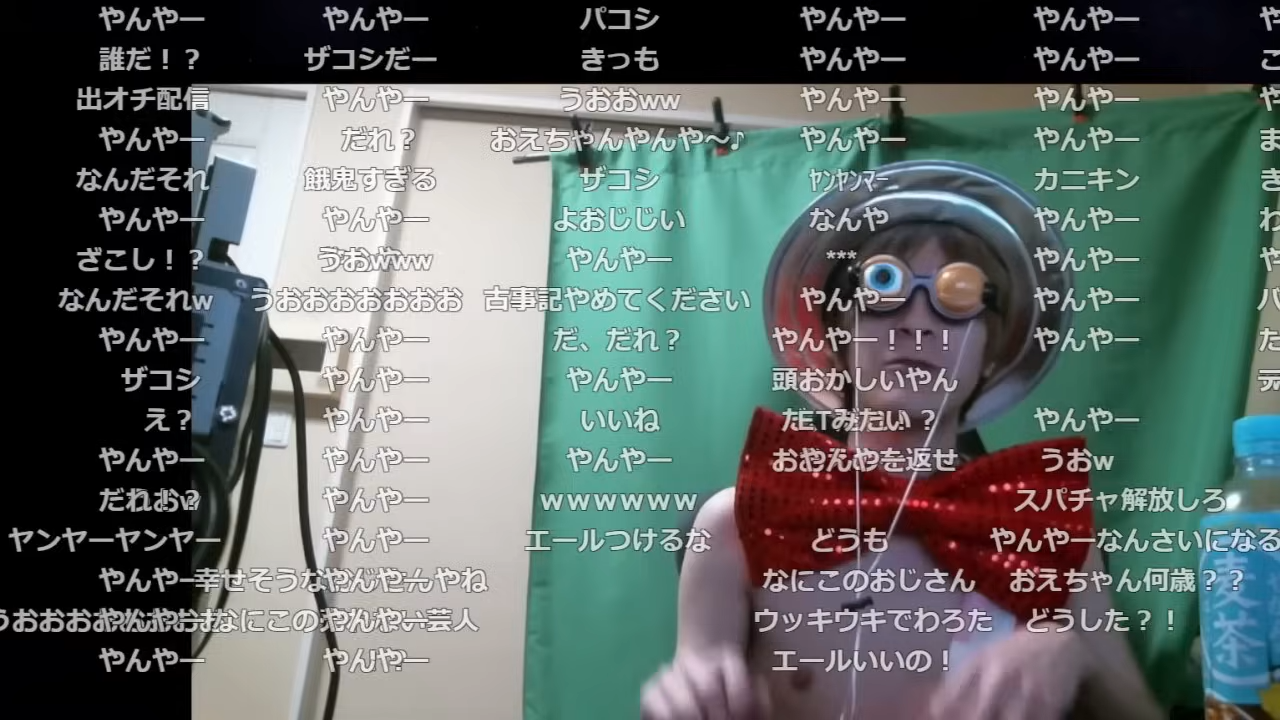 やんやー やんやー パコシ やんやー やんやー
誰だ！？ ザコシだー きっも やんやー やんやー
出オチ配信 やんやー うおおww やんやー やんやー
やんやー だれ？ おえちゃんやんや～♪ やんやー やんやー
なんだそれ 餓鬼すぎる ザコシ ﾔﾝﾔﾝﾏｰ カニキン
やんやー やんやー よおじじい なんや やんやー
ざこし！？ やんやー *** やんやー
なんだそれw うおおおおおおおお 古事記やめてください やんやー やんやー
やんやー やんやー だ、だれ？ やんやー！！！ やんやー
ザコシ やんやー やんやー 頭おかしいやん
え？ やんやー いいね ETみたい やんやー
やんやー やんやー やんやー おやんやを返せ うおw
やんやー wwwwww スパチャ解放しろ
ヤンヤーヤンヤー やんやー エールつけるな どうも やんやーなんさいになる
やんやー なにこのおじさん おえちゃん何歳？？
ウッキウキでわろた どうした？！
やんやー やんやー エールいいの！
麦茶